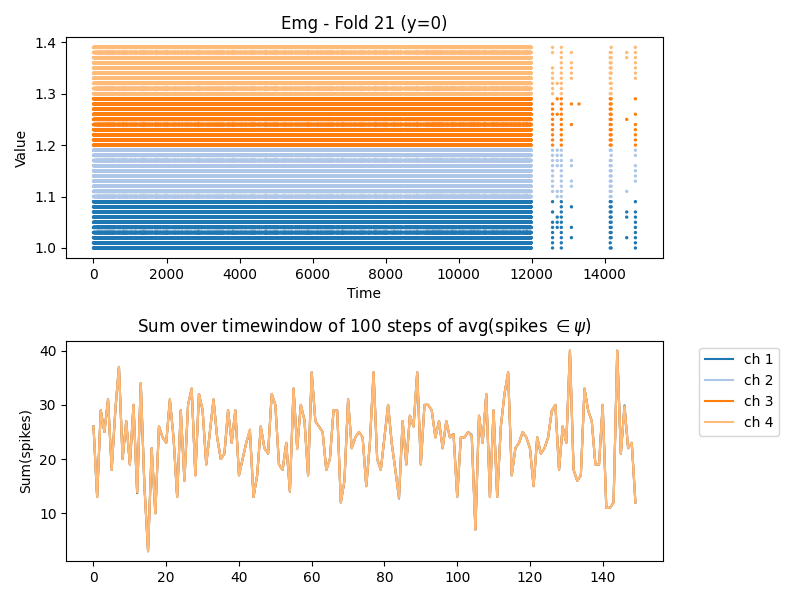 Emg - Fold 21 (y=0)
Value
1.4
1.3
1.2
1.1
1.0
0 2000 4000 6000 8000 10000 12000 14000
Time
Sum over timewindow of 100 steps of avg(spikes ∈ ψ)
Sum(spikes)
40
30
20
10
0 20 40 60 80 100 120 140
ch 1
ch 2
ch 3
ch 4